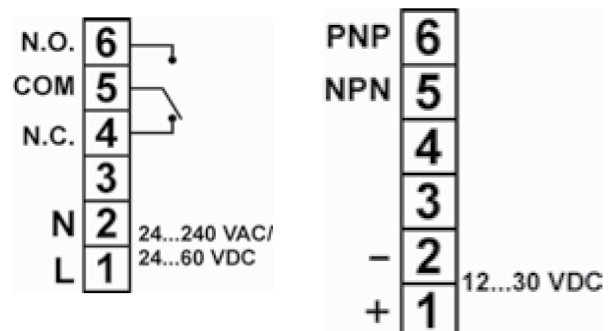 N.O. 6
COM 5
N.C. 4
3
N 2 24...240 VAC/
L 1 24...60 VDC
PNP 6
NPN 5
4
3
- 2
+ 1 12...30 VDC